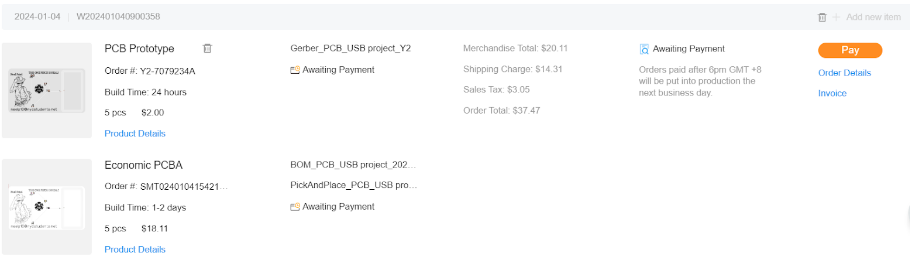 2024-01-04 | W202401040900358
Add new item
PCB Prototype
Order #: Y2-7079234A
Build Time: 24 hours
5 pcs $2.00
Product Details
Gerber_PCB_USB project_Y2
Awaiting Payment
Merchandise Total: $20.11
Shipping Charge: $14.31
Sales Tax: $3.05
Order Total: $37.47
Awaiting Payment
Orders paid after 6pm GMT +8
will be put into production the
next business day.
Pay
Order Details
Invoice
Economic PCBA
Order #: SMT024010415421...
Build Time: 1-2 days
5 pcs $18.11
Product Details
BOM_PCB_USB project_202...
PickAndPlace_PCB_USB pro...
Awaiting Payment